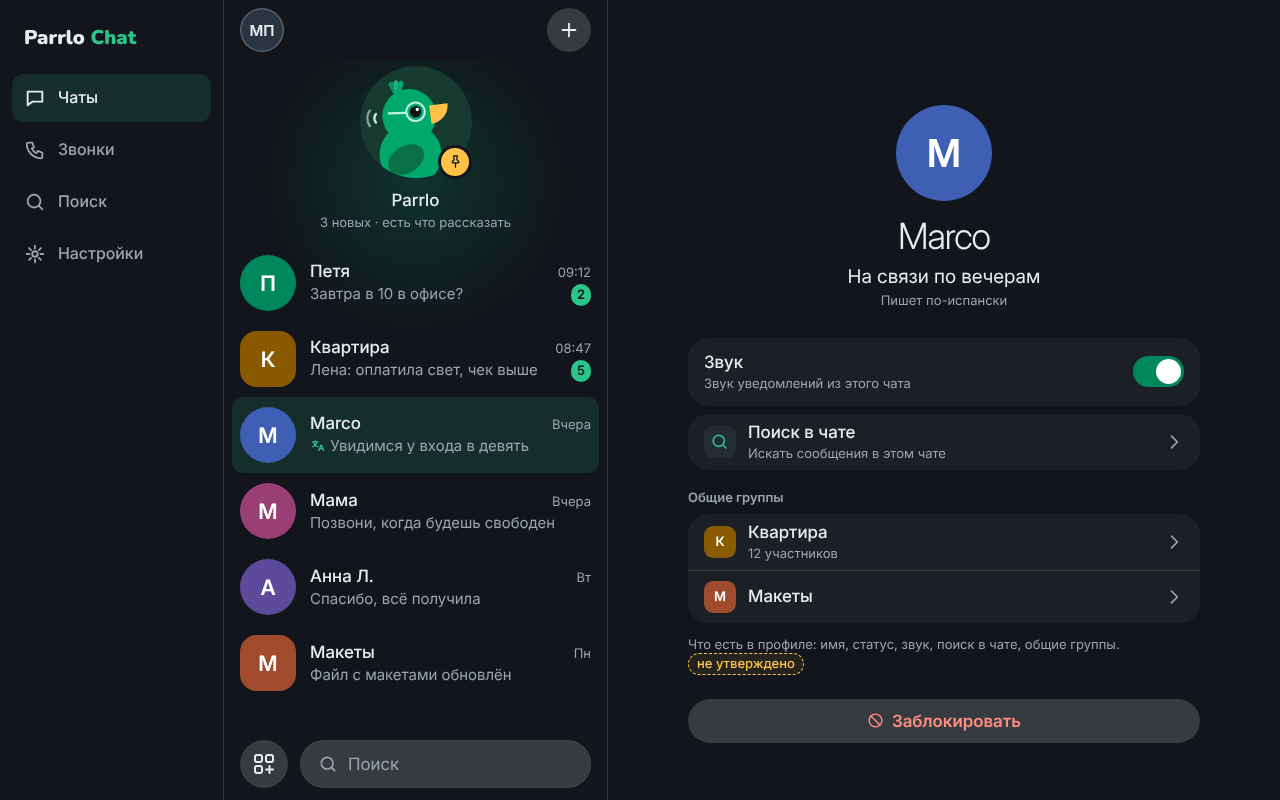 Parrlo Chat
Чаты
Звонки
Поиск
Настройки
МП
Parrlo
3 новых · есть что рассказать
П
Петя
09:12
Завтра в 10 в офисе?
2
К
Квартира
08:47
Лена: оплатила свет, чек выше
5
M
Marco
Вчера
Увидимся у входа в девять
М
Мама
Вчера
Позвони, когда будешь свободен
А
Анна Л.
Вт
Спасибо, всё получила
М
Макеты
Пн
Файл с макетами обновлён
Поиск
M
Marco
На связи по вечерам
Пишет по-испански
Звук
Звук уведомлений из этого чата
Поиск в чате
Искать сообщения в этом чате
Общие группы
К
Квартира
12 участников
М
Макеты
Что есть в профиле: имя, статус, звук, поиск в чате, общие группы.
не утверждено
Заблокировать